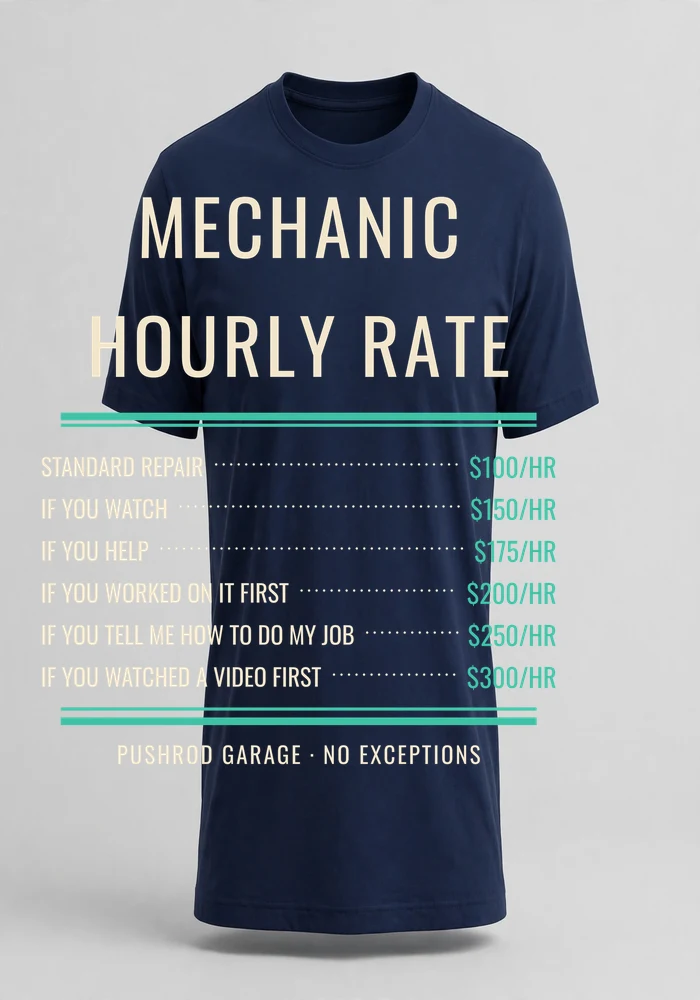 MECHANIC
HOURLY RATE
STANDARD REPAIR ........................ $100/HR
IF YOU WATCH ........................ $150/HR
IF YOU HELP ........................ $175/HR
IF YOU WORKED ON IT FIRST ........................ $200/HR
IF YOU TELL ME HOW TO DO MY JOB ........................ $250/HR
IF YOU WATCHED A VIDEO FIRST ........................ $300/HR
PUSHROD GARAGE · NO EXCEPTIONS